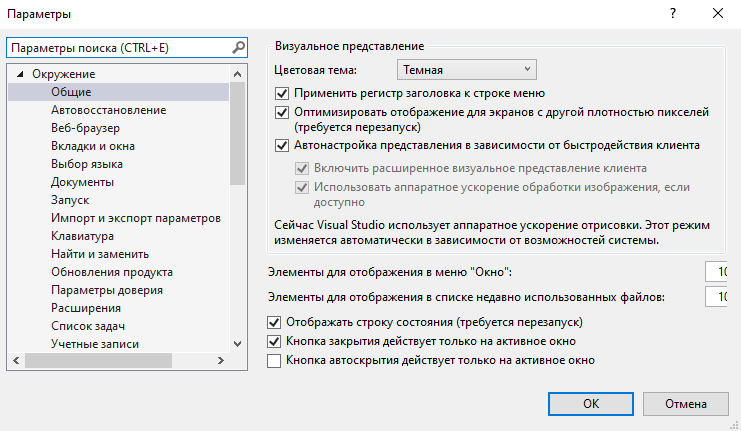 Параметры
?
Параметры поиска (CTRL+E)
Окружение
Общие
Автовосстановление
Веб-браузер
Вкладки и окна
Выбор языка
Документы
Запуск
Импорт и экспорт параметров
Клавиатура
Найти и заменить
Обновления продукта
Параметры доверия
Расширения
Список задач
Учетные записи
Визуальное представление
Цветовая тема:
Темная
Применить регистр заголовка к строке меню
Оптимизировать отображение для экранов с другой плотностью пикселей
(требуется перезапуск)
Автонастройка представления в зависимости от быстродействия клиента
Включить расширенное визуальное представление клиента
Использовать аппаратное ускорение обработки изображения, если
доступно
Сейчас Visual Studio использует аппаратное ускорение отрисовки. Этот режим
изменяется автоматически в зависимости от возможностей системы.
Элементы для отображения в меню "Окно":
10
Элементы для отображения в списке недавно использованных файлов:
10
Отображать строку состояния (требуется перезапуск)
Кнопка закрытия действует только на активное окно
Кнопка автоскрытия действует только на активное окно
ОК
Отмена